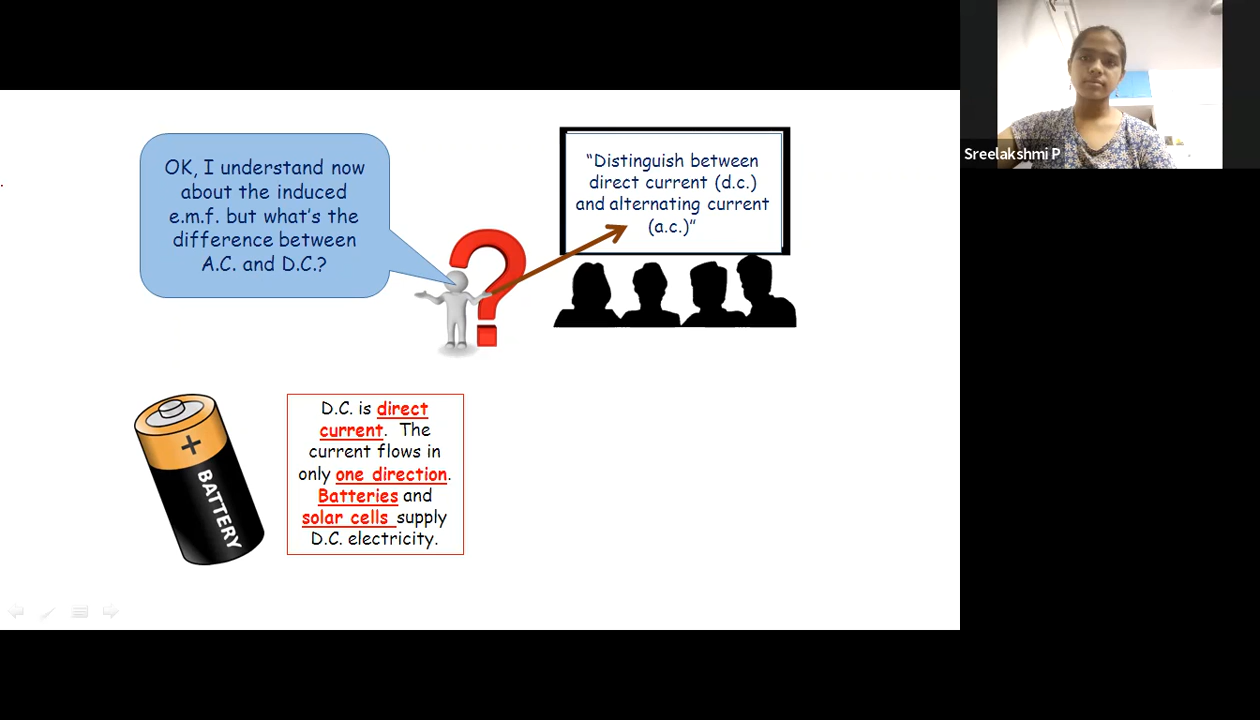 OK, I understand now
about the induced
e.m.f. but what's the
difference between
A.C. and D.C.?
“Distinguish between
direct current (d.c.)
and alternating current
(a.c.)”
Sreelakshmi P
+
BATTERY
D.C. is direct
current. The
current flows in
only one direction.
Batteries and
solar cells supply
D.C. electricity.